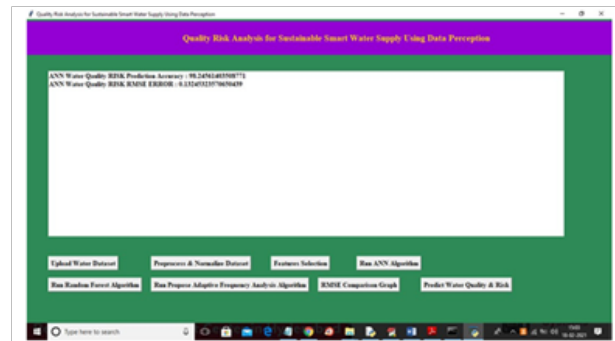 Quality Risk Analysis for Sustainable Smart Water Supply Using Data Perception
Quality Risk Analysis for Sustainable Smart Water Supply Using Data Perception
ANN Water Quality RISK Prediction Accuracy : 98.24561403508771
ANN Water Quality RISK RMSE ERROR : 0.13245323570650439
Upload Water Dataset Preprocess & Normalize Dataset Features Selection Run ANN Algorithm
Run Random Forest Algorithm Run Propose Adaptive Frequency Analysis Algorithm RMSE Comparison Graph Predict Water Quality & Risk
Type here to search